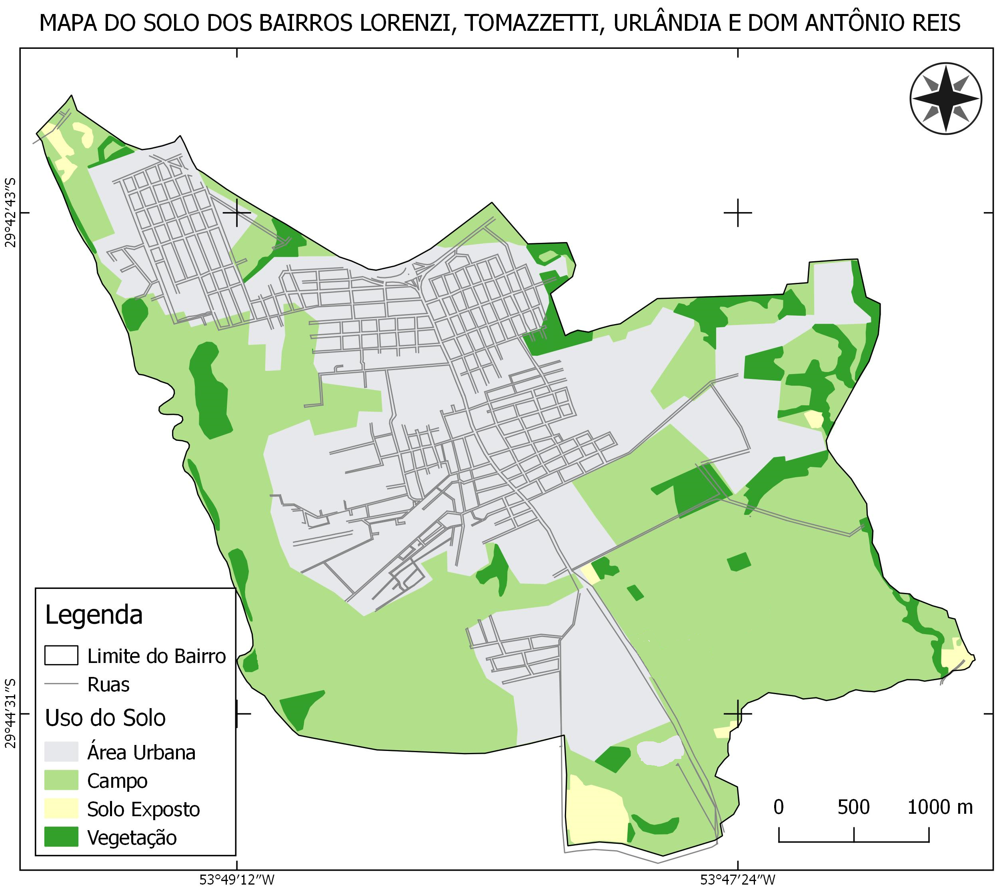 MAPA DO SOLO DOS BAIRROS LORENZI, TOMAZZETTI, URLÂNDIA E DOM ANTÔNIO REIS
29°42′43″S
29°44′31″S
Legenda
Limite do Bairro
Ruas
Uso do Solo
Área Urbana
Campo
Solo Exposto
Vegetação
0 500 1000 m
53°49′12″W 53°47′24″W